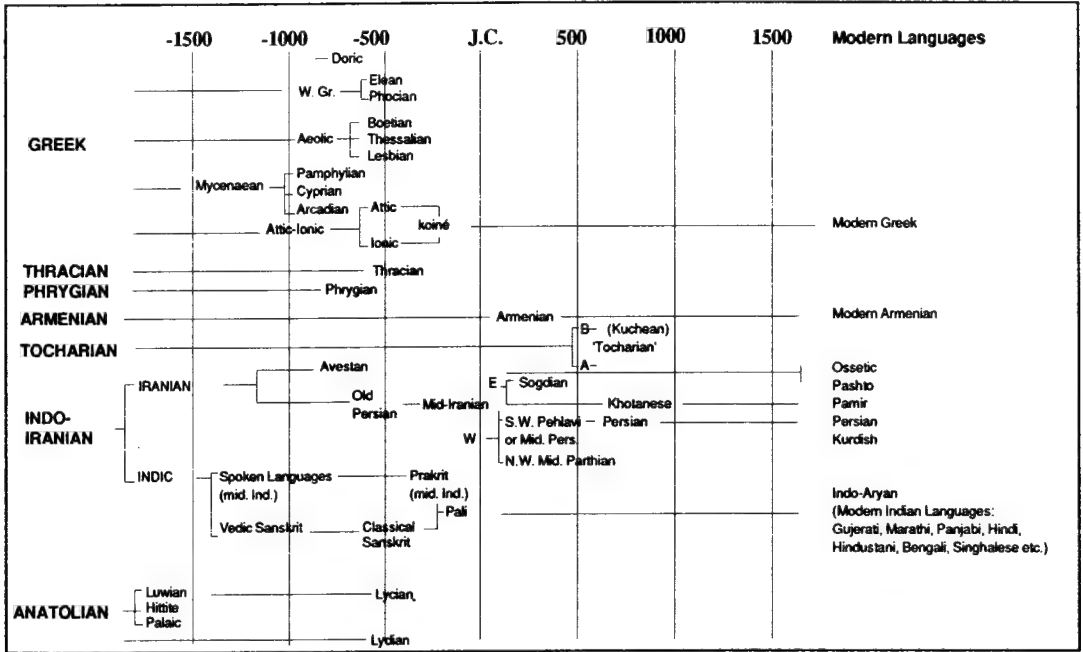 -1500 -1000 -500 J.C. 500 1000 1500 Modern Languages
Doric
W. Gr. Elean
Phocian
GREEK
Aeolic Boetian
Thessalian
Lesbian
Mycenaean Pamphylian
Cyprian
Arcadian
Attic-Ionic Attic
Ionic
koiné
Modern Greek
THRACIAN Thracian
PHRYGIAN Phrygian
ARMENIAN Armenian Modern Armenian
TOCHARIAN B (Kuchean)
'Tocharian'
A
INDO-
IRANIAN
IRANIAN Avestan
Old
Persian
Mid-Iranian
E Sogdian
Khotanese
W S.W. Pehlavi Persian
or Mid. Pers.
N.W. Mid. Parthian
Ossetic
Pashto
Pamir
Persian
Kurdish
INDIC Spoken Languages
(mid. Ind.)
Prakrit
(mid. Ind.)
Pali
Vedic Sanskrit Classical
Sanskrit
Indo-Aryan
(Modern Indian Languages:
Gujerati, Marathi, Panjabi, Hindi,
Hindustani, Bengali, Singhalese etc.)
ANATOLIAN
Luwian Lycian
Hittite
Palaic
Lydian